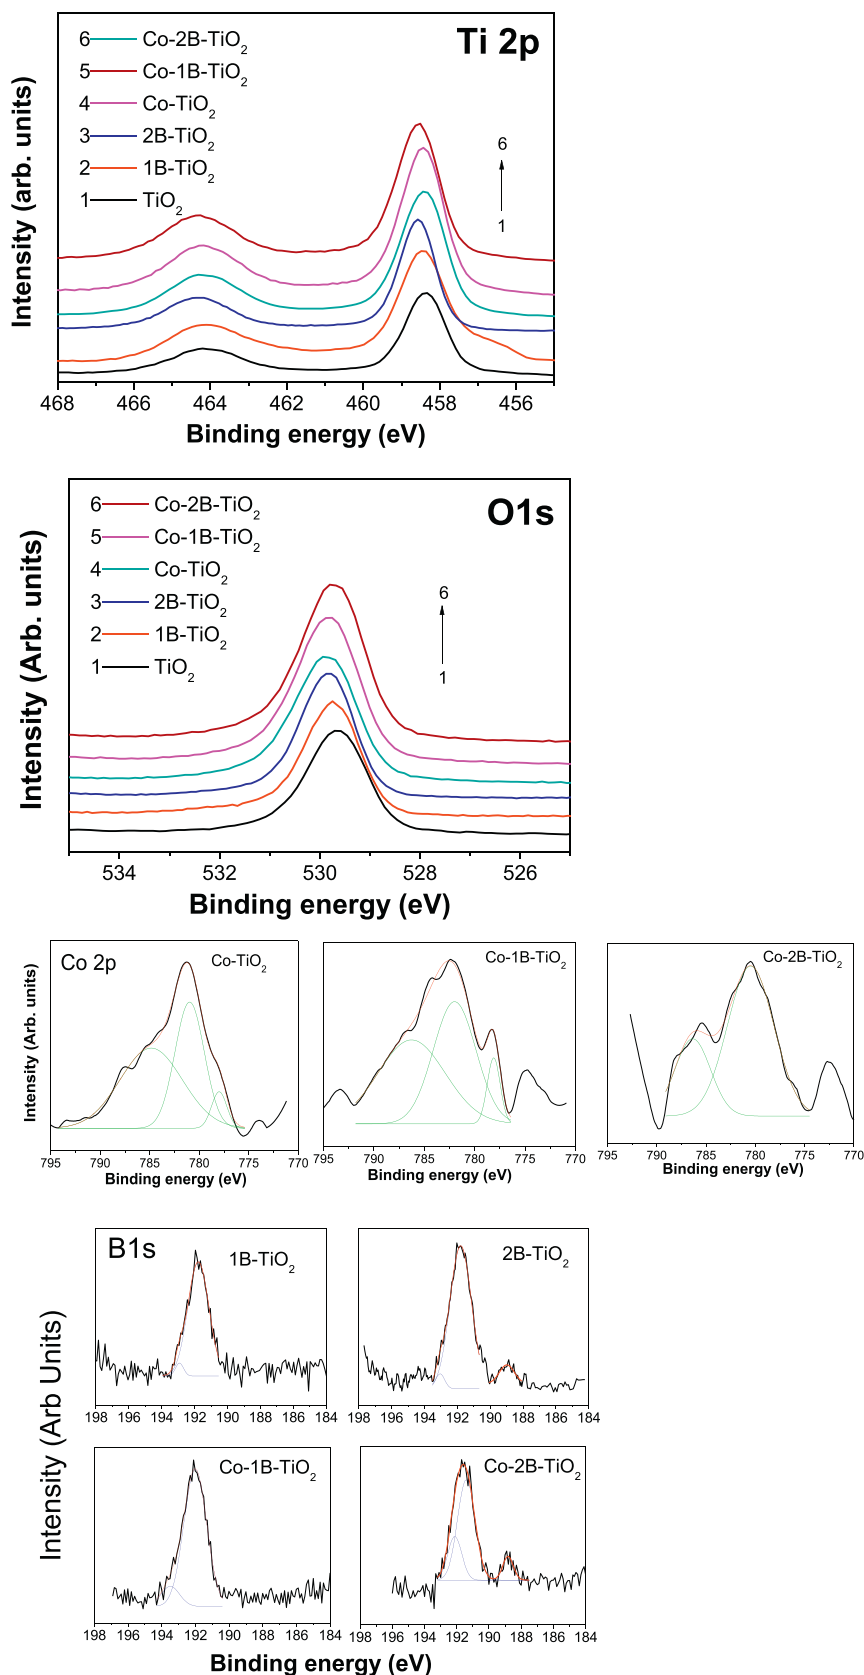 Ti 2p
6 Co-2B-TiO2
5 Co-1B-TiO2
4 Co-TiO2
3 2B-TiO2
2 1B-TiO2
1 TiO2
6
1
Intensity (arb. units)
468 466 464 462 460 458 456
Binding energy (eV)
O1s
6 Co-2B-TiO2
5 Co-1B-TiO2
4 Co-TiO2
3 2B-TiO2
2 1B-TiO2
1 TiO2
6
1
Intensity (Arb. units)
534 532 530 528 526
Binding energy (eV)
Co 2p
Co-TiO2
Intensity (Arb. units)
795 790 785 780 775 770
Binding energy (eV)
Co-1B-TiO2
795 790 785 780 775 770
Binding energy (eV)
Co-2B-TiO2
795 790 785 780 775 770
Binding energy (eV)
B1s
1B-TiO2
198 196 194 192 190 188 186 184
2B-TiO2
198 196 194 192 190 188 186 184
Intensity (Arb Units)
Co-1B-TiO2
198 196 194 192 190 188 186 184
Co-2B-TiO2
198 196 194 192 190 188 186 184
Binding energy (eV)